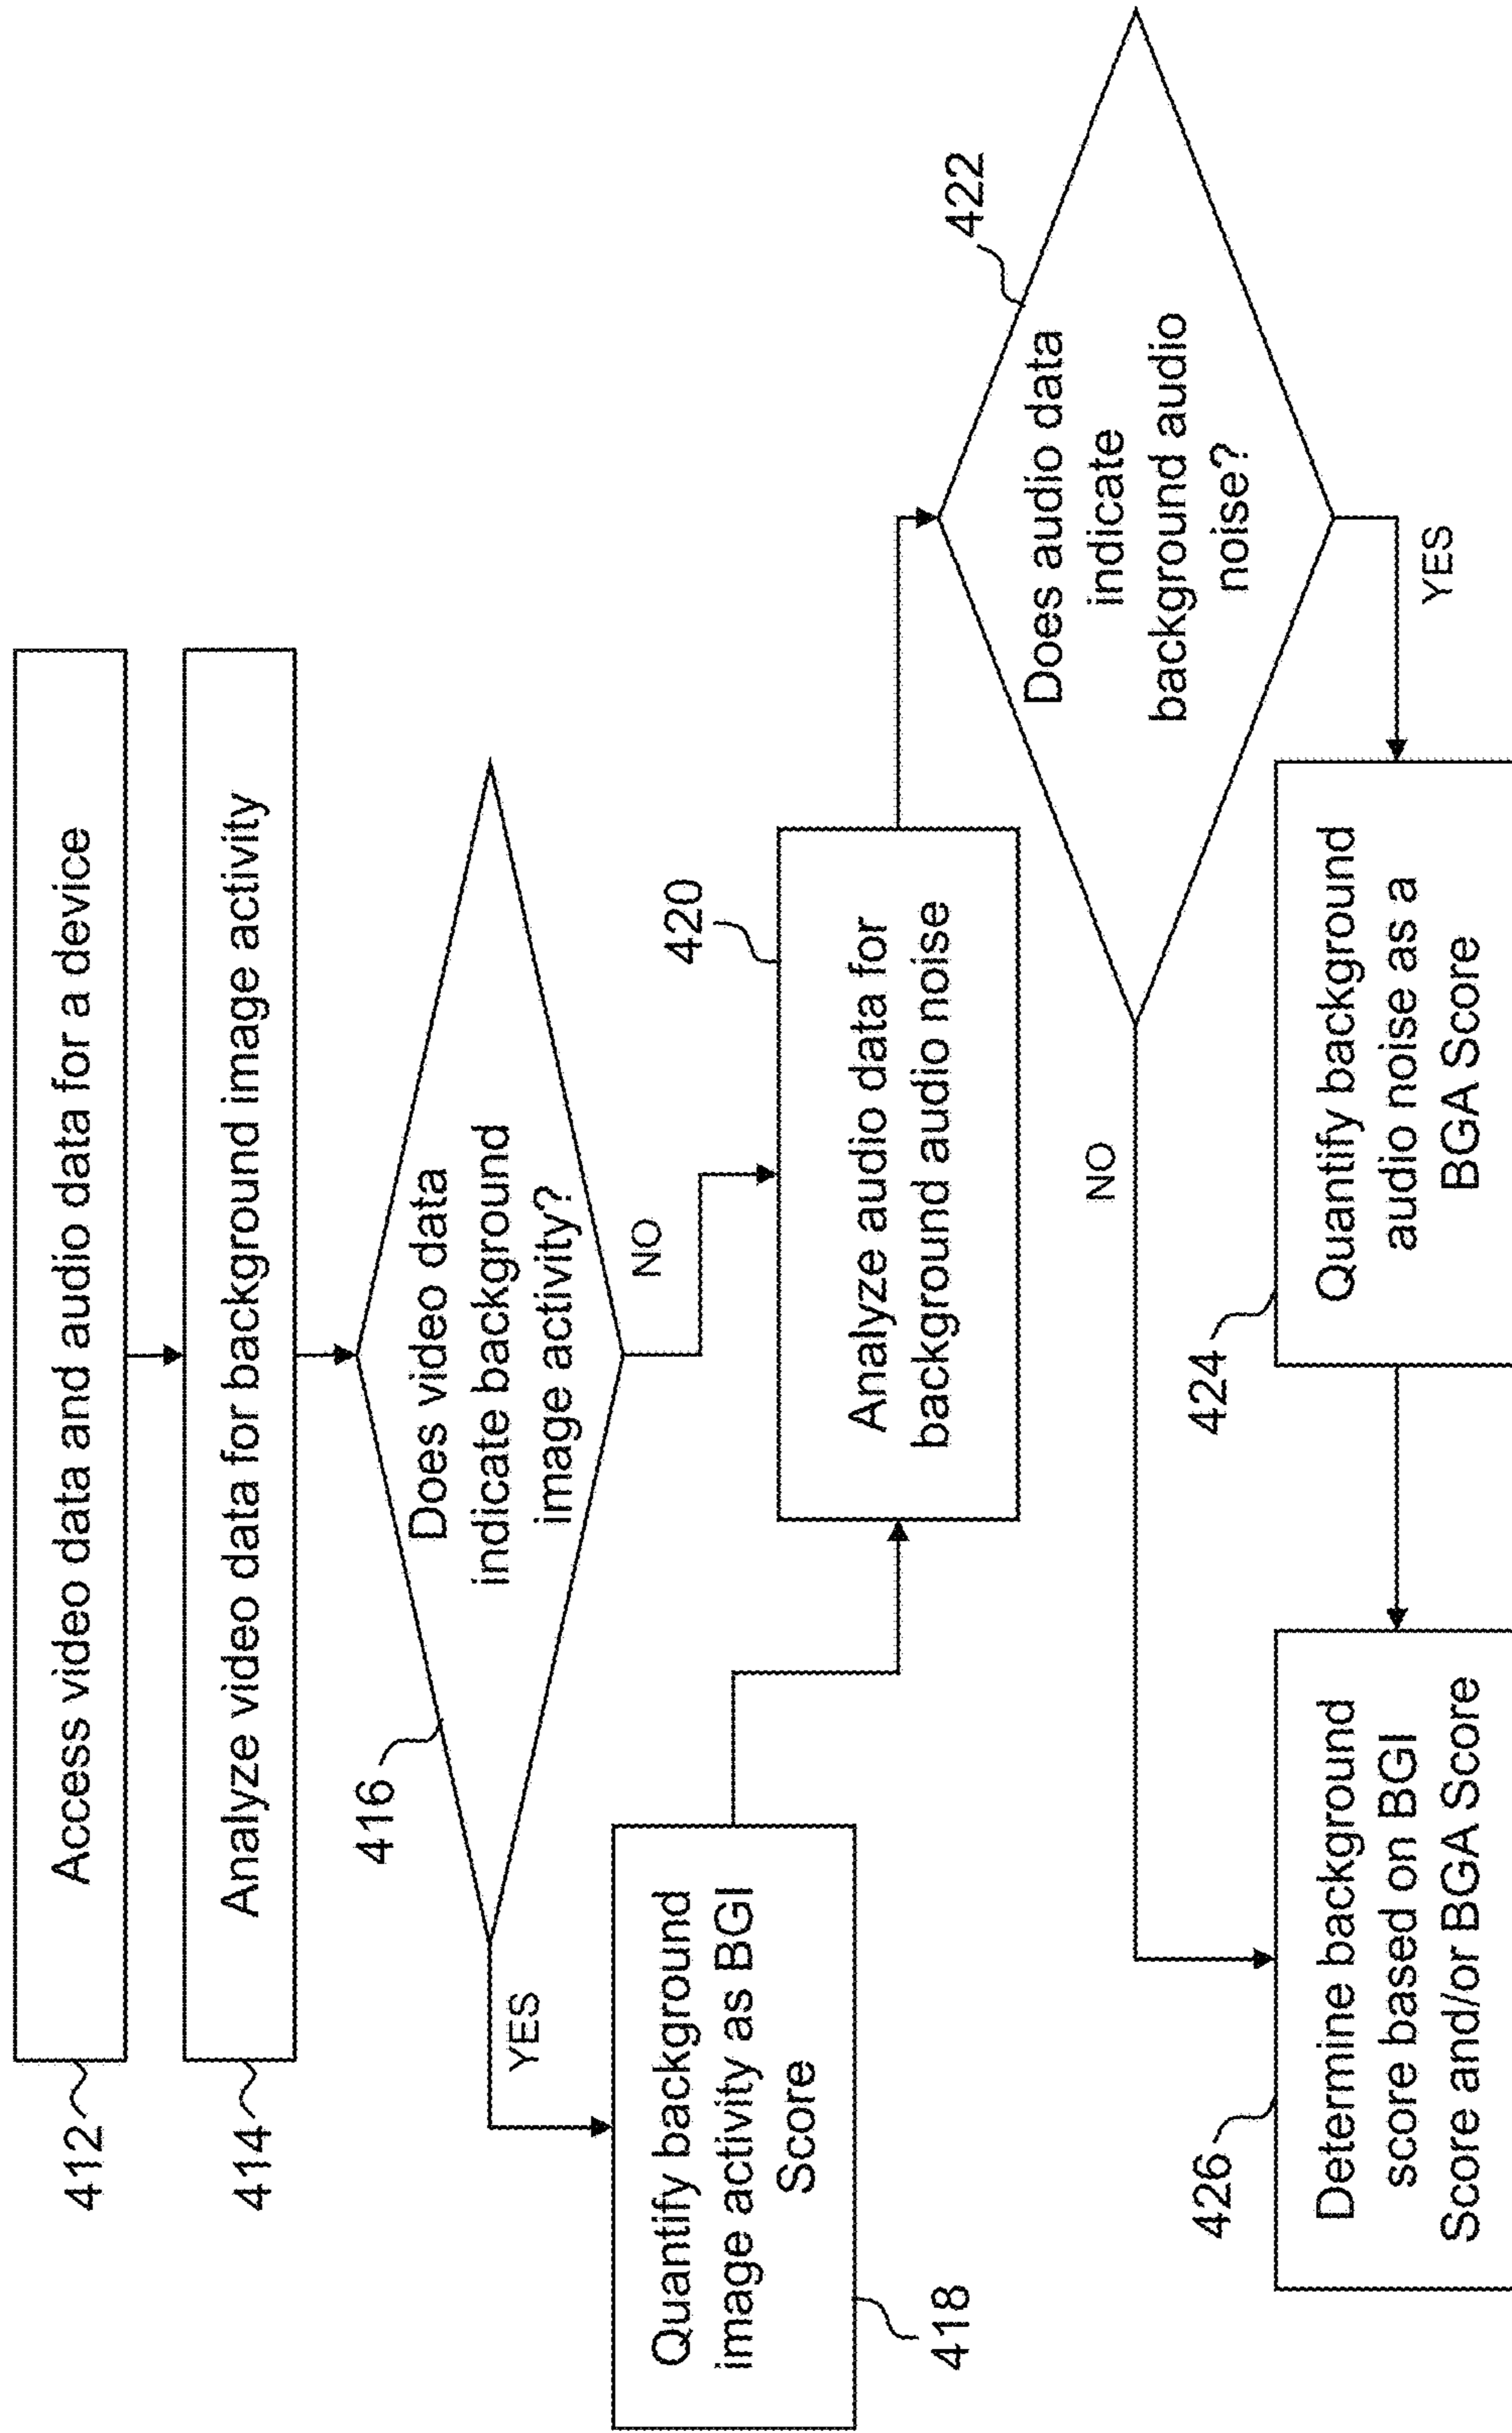 412
Access video data and audio data for a device
414
Analyze video data for background image activity
416
Does video data
indicate background
image activity?
YES
NO
Quantify background
image activity as BGI
Score
418
420
Analyze audio data for
background audio noise
422
Does audio data
indicate
background audio
noise?
NO
YES
424
Quantify background
audio noise as a
BGA Score
426
Determine background
score based on BGI
Score and/or BGA Score